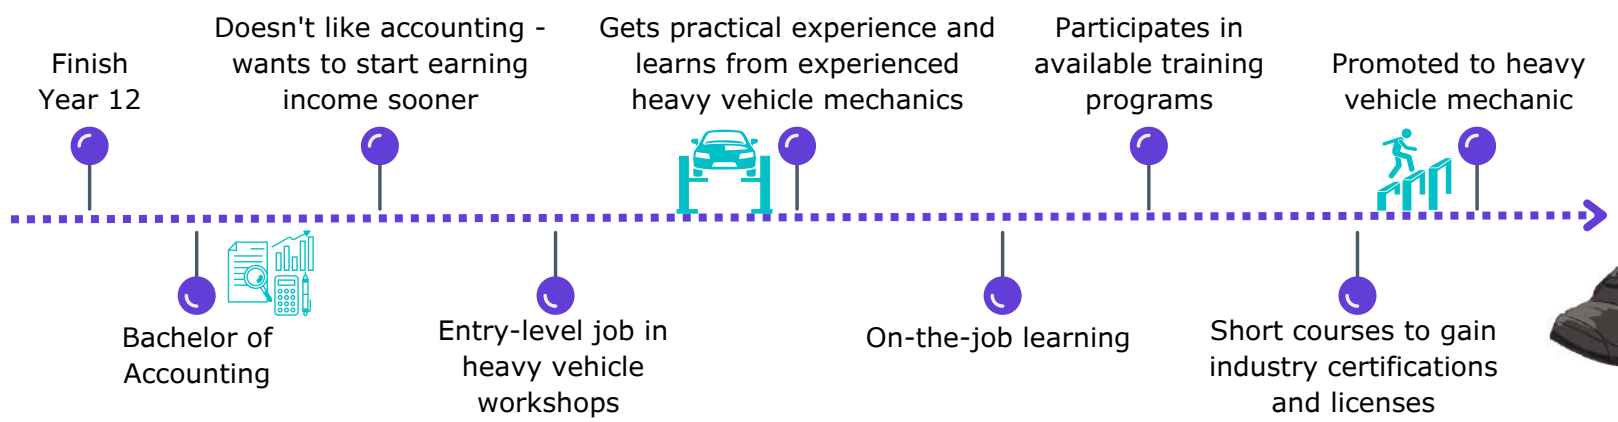 Finish
Year 12
Bachelor of
Accounting
Doesn't like accounting -
wants to start earning
income sooner
Entry-level job in
heavy vehicle
workshops
Gets practical experience and
learns from experienced
heavy vehicle mechanics
On-the-job learning
Participates in
available training
programs
Short courses to gain
industry certifications
and licenses
Promoted to heavy
vehicle mechanic